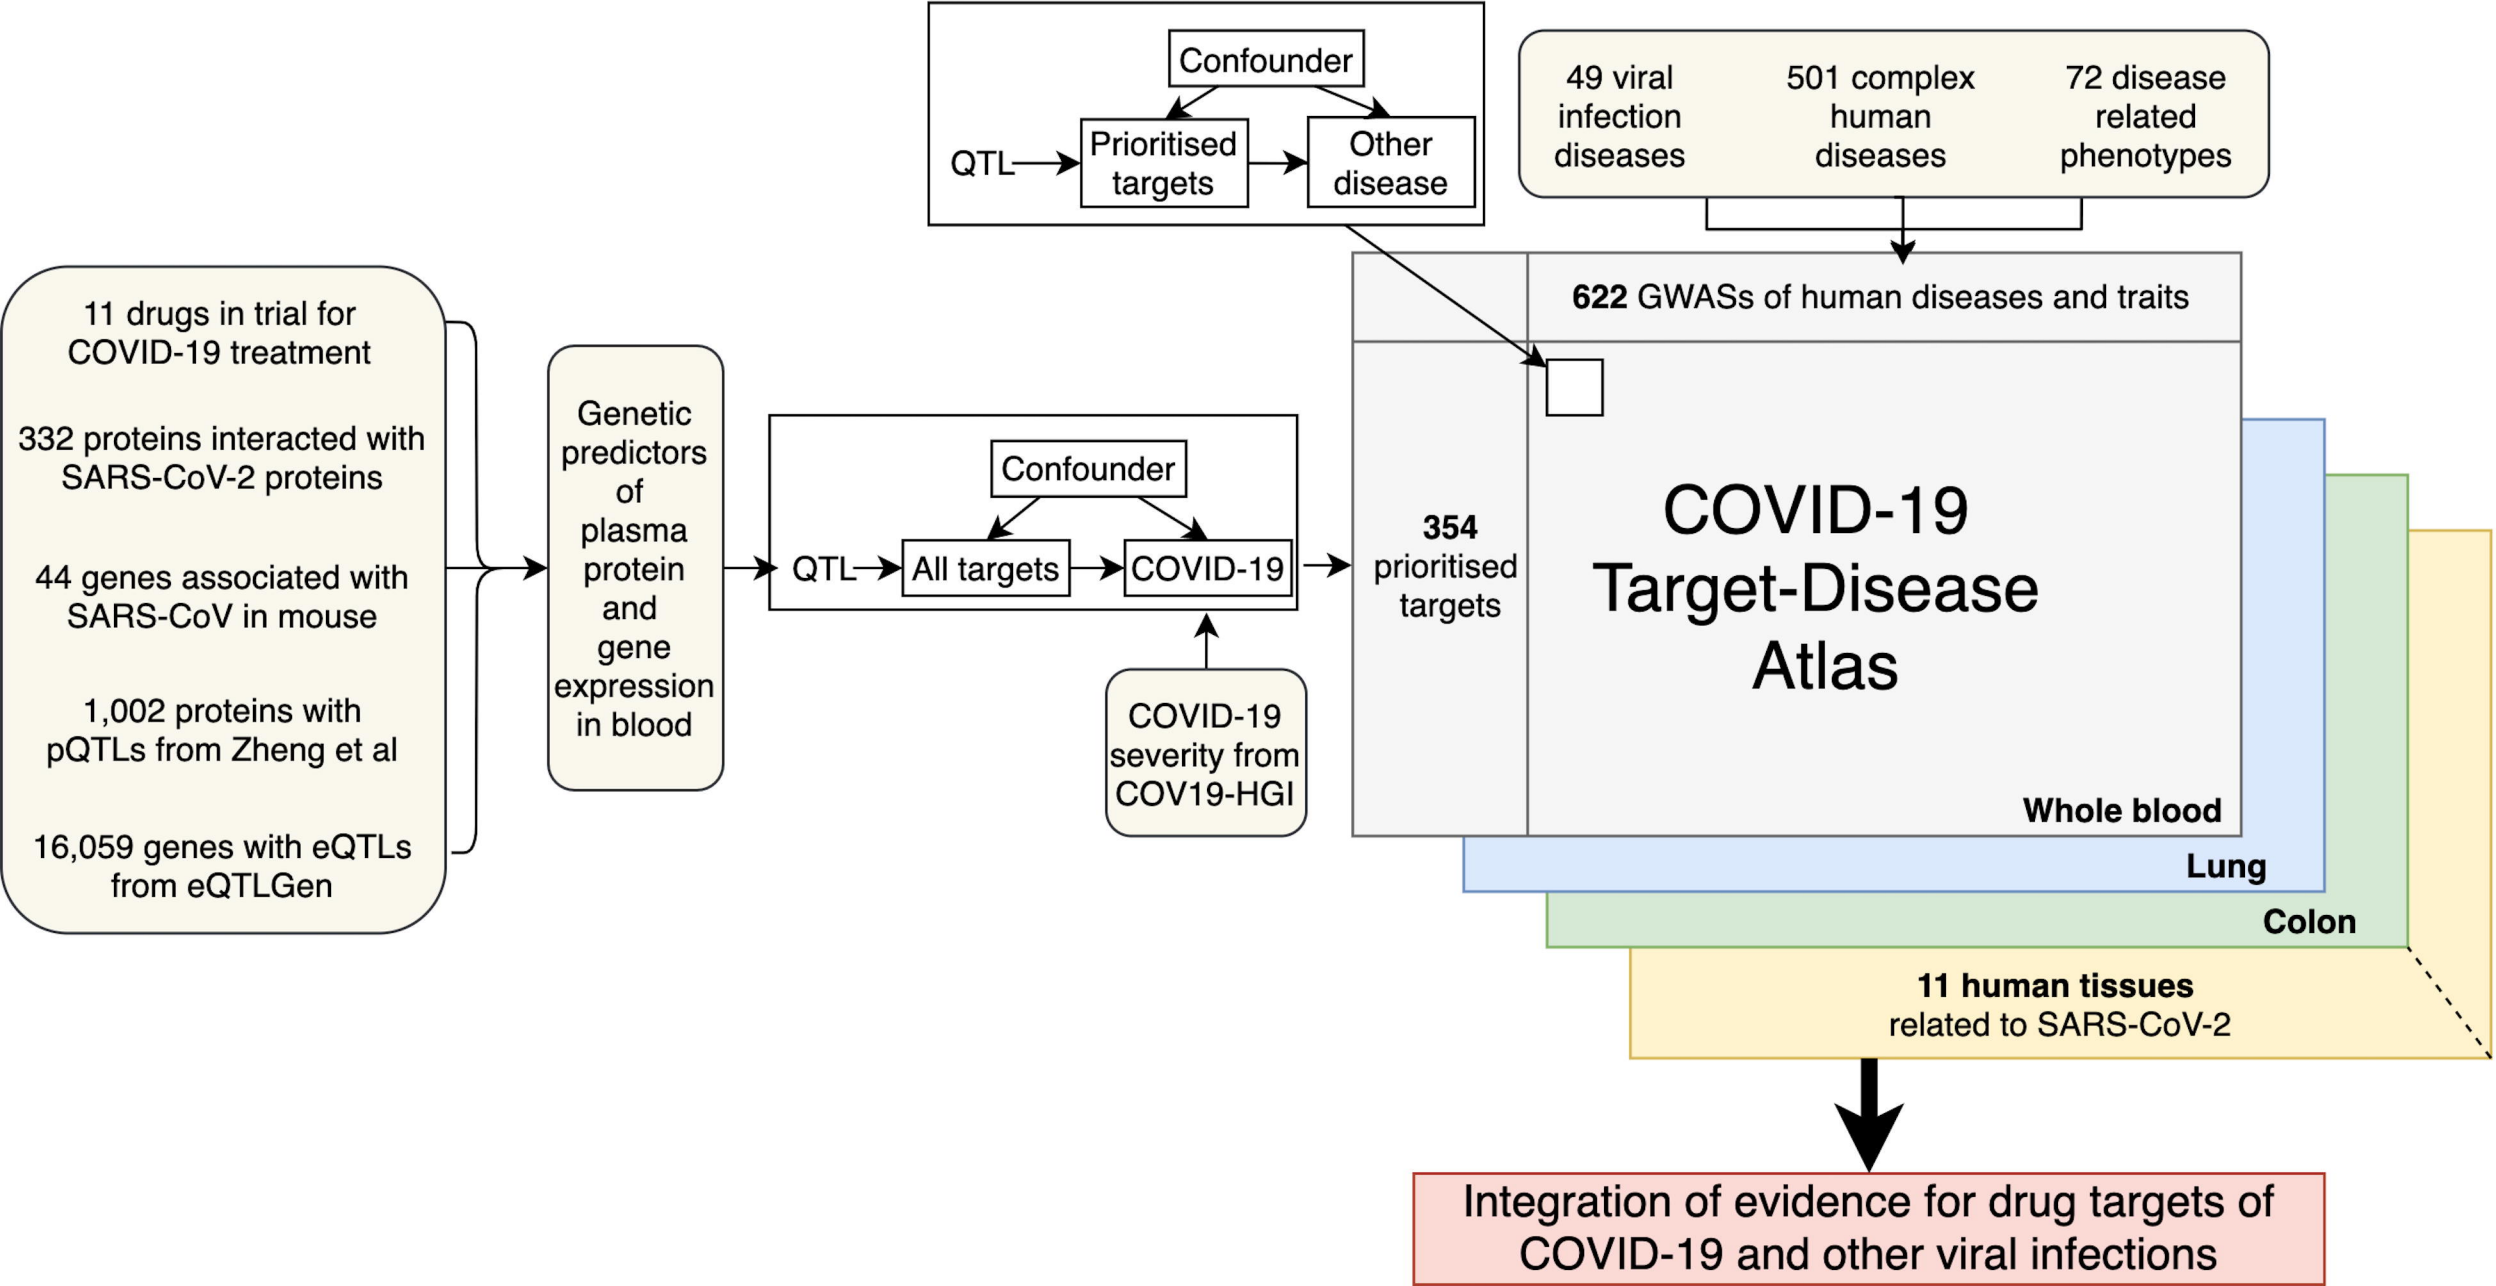 11 drugs in trial for
COVID-19 treatment
332 proteins interacted with
SARS-CoV-2 proteins
44 genes associated with
SARS-CoV in mouse
1,002 proteins with
pQTLs from Zheng et al
16,059 genes with eQTLs
from eQTLGen
Genetic
predictors
of
plasma
protein
and
gene
expression
in blood
Confounder
QTL
All targets
COVID-19
COVID-19
severity from
COV19-HGI
Confounder
QTL
Prioritised
targets
Other
disease
49 viral
infection
diseases
501 complex
human
diseases
72 disease
related
phenotypes
622 GWASs of human diseases and traits
354
prioritised
targets
COVID-19
Target-Disease
Atlas
Whole blood
Lung
Colon
11 human tissues
related to SARS-CoV-2
Integration of evidence for drug targets of
COVID-19 and other viral infections